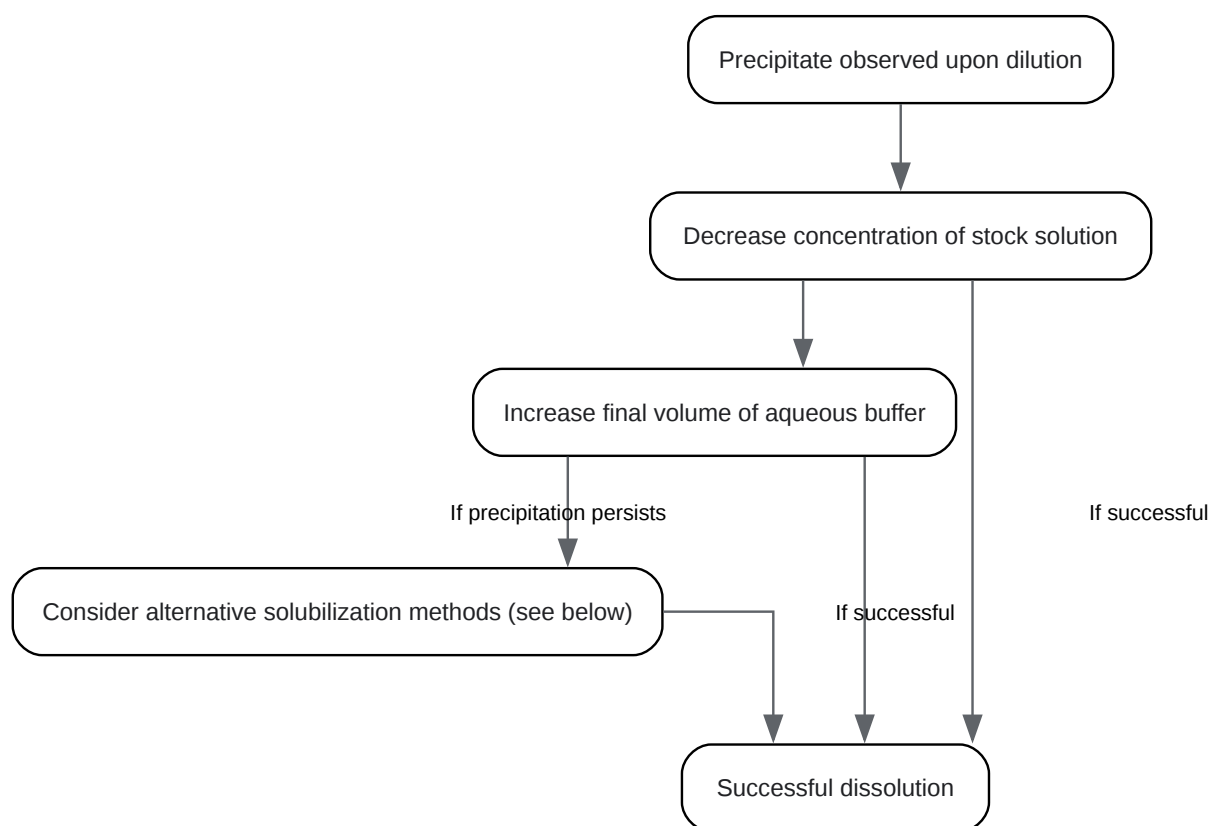 Precipitate observed upon dilution
Decrease concentration of stock solution
Increase final volume of aqueous buffer
If precipitation persists
If successful
Consider alternative solubilization methods (see below)
If successful
Successful dissolution